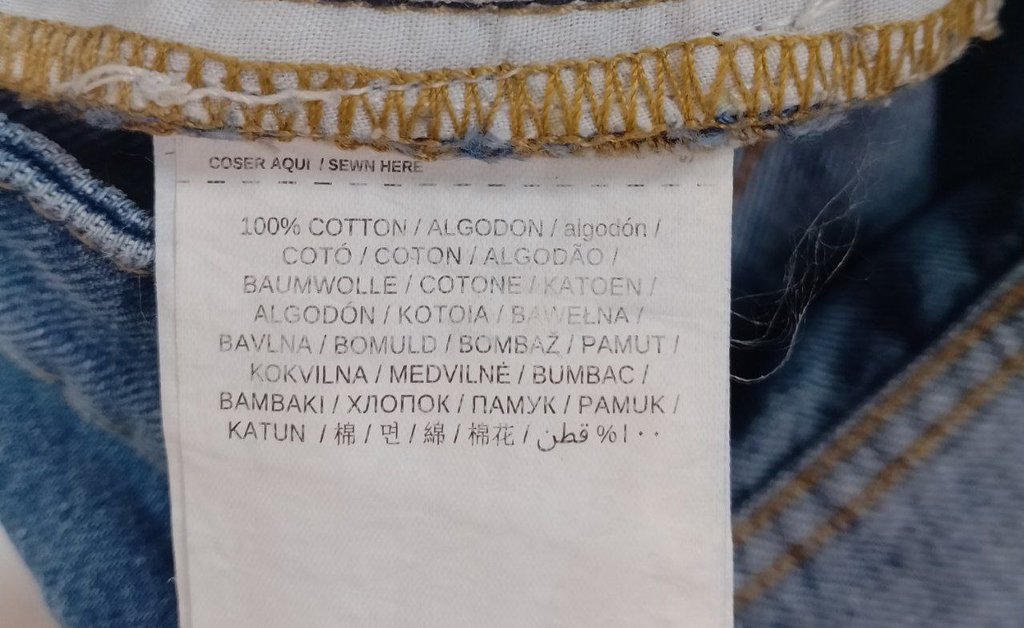 COSER AQUI / SEWN HERE
100% COTTON / ALGODON / algodón /
COTÓ / COTON / ALGODÃO /
BAUMWOLLE / COTONE / KATOEN /
ALGODÓN / KOTOIA / BAWEŁNA /
BAVLNA / BOMULD / BOMBAŽ / PAMUT /
KOKVILNA / MEDVILNĖ / BUMBAC /
BAMBAKI / ХЛОПОК / ПАМУК / PAMUK /
KATUN / 棉 / 면 / 綿 / 棉花 / قطن %١٠٠